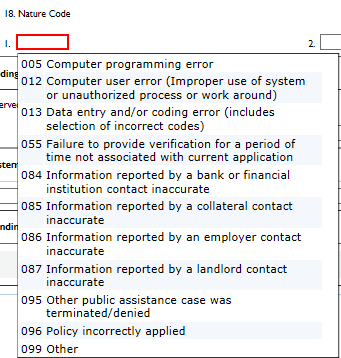 18. Nature Code
1.
2.
005 Computer programming error
012 Computer user error (Improper use of system
or unauthorized process or work around)
013 Data entry and/or coding error (includes
selection of incorrect codes)
055 Failure to provide verification for a period of
time not associated with current application
084 Information reported by a bank or financial
institution contact inaccurate
085 Information reported by a collateral contact
inaccurate
086 Information reported by an employer contact
inaccurate
087 Information reported by a landlord contact
inaccurate
095 Other public assistance case was
terminated/denied
096 Policy incorrectly applied
099 Other